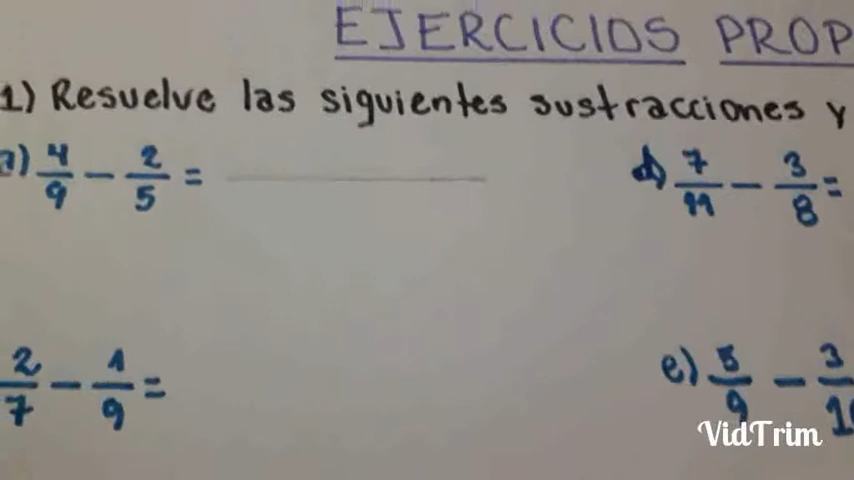 EJERCICIOS PROP
1) Resuelve las siguientes sustracciones y
a) 4/9 - 2/5 =
d) 7/11 - 3/8 =
2/7 - 1/9 =
e) 5/9 - 3/10
VidTrim